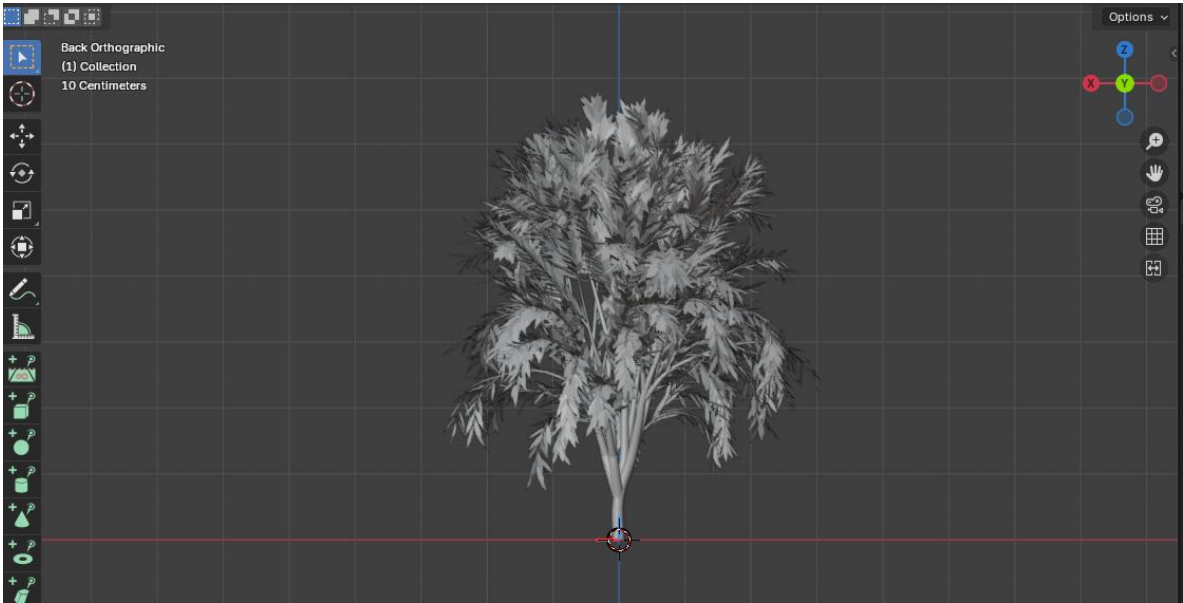 Options
Back Orthographic
(1) Collection
10 Centimeters
Z
X
Y